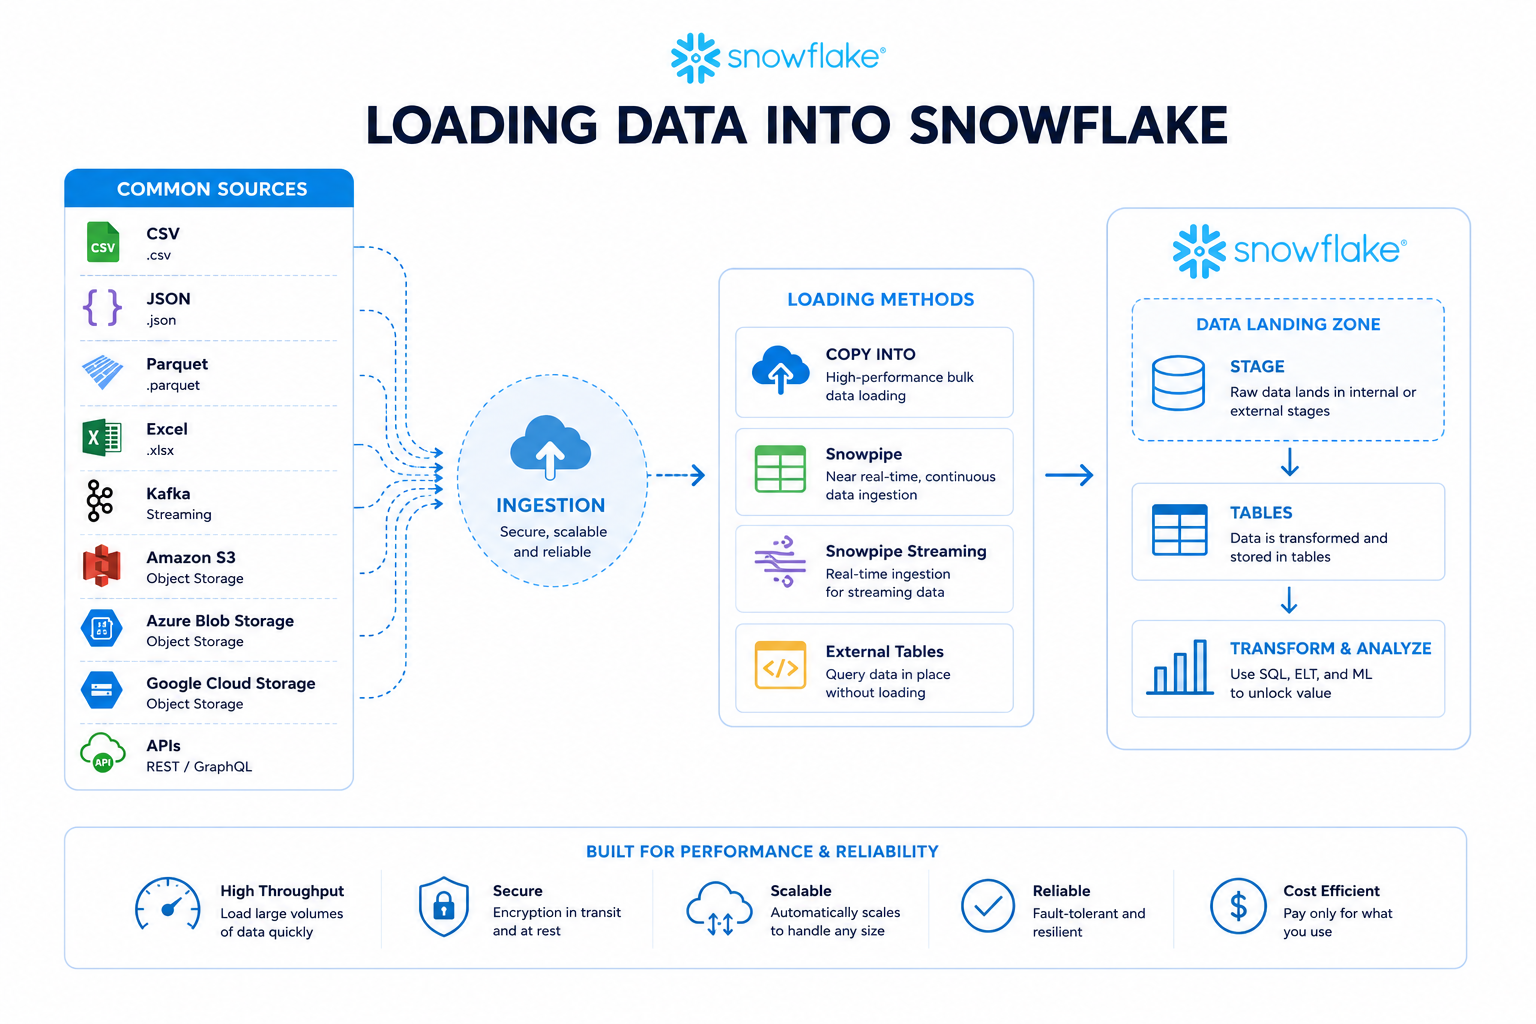 snowflake®
LOADING DATA INTO SNOWFLAKE
COMMON SOURCES
CSV
CSV
.csv
{ }
JSON
.json
Parquet
.parquet
X
Excel
.xlsx
Kafka
Streaming
Amazon S3
Object Storage
Azure Blob Storage
Object Storage
Google Cloud Storage
Object Storage
API
APIs
REST / GraphQL
INGESTION
Secure, scalable
and reliable
LOADING METHODS
COPY INTO
High-performance bulk
data loading
Snowpipe
Near real-time, continuous
data ingestion
Snowpipe Streaming
Real-time ingestion
for streaming data
</>
External Tables
Query data in place
without loading
snowflake®
DATA LANDING ZONE
STAGE
Raw data lands in internal or
external stages
TABLES
Data is transformed and
stored in tables
TRANSFORM & ANALYZE
Use SQL, ELT, and ML
to unlock value
BUILT FOR PERFORMANCE & RELIABILITY
High Throughput
Load large volumes
of data quickly
Secure
Encryption in transit
and at rest
Scalable
Automatically scales
to handle any size
Reliable
Fault-tolerant and
resilient
$
Cost Efficient
Pay only for what
you use